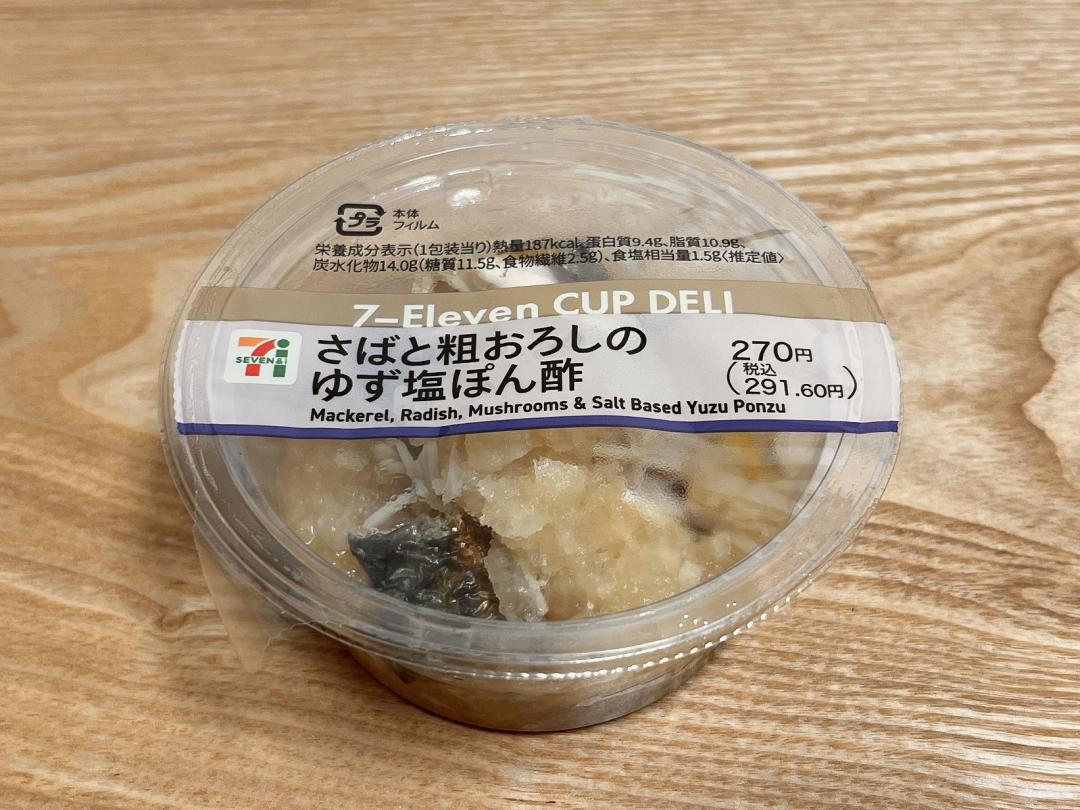 プラ
本体
フィルム
栄養成分表示(1包装当り)熱量187kcal、蛋白質9.4g、脂質10.9g、
炭水化物14.0g(糖質11.5g、食物繊維2.5g)、食塩相当量1.5g〈推定値〉
7-Eleven CUP DELI
SEVEN&i
さばと粗おろしの
ゆず塩ぽん酢
Mackerel, Radish, Mushrooms & Salt Based Yuzu Ponzu
270円
(税込
291.60円)